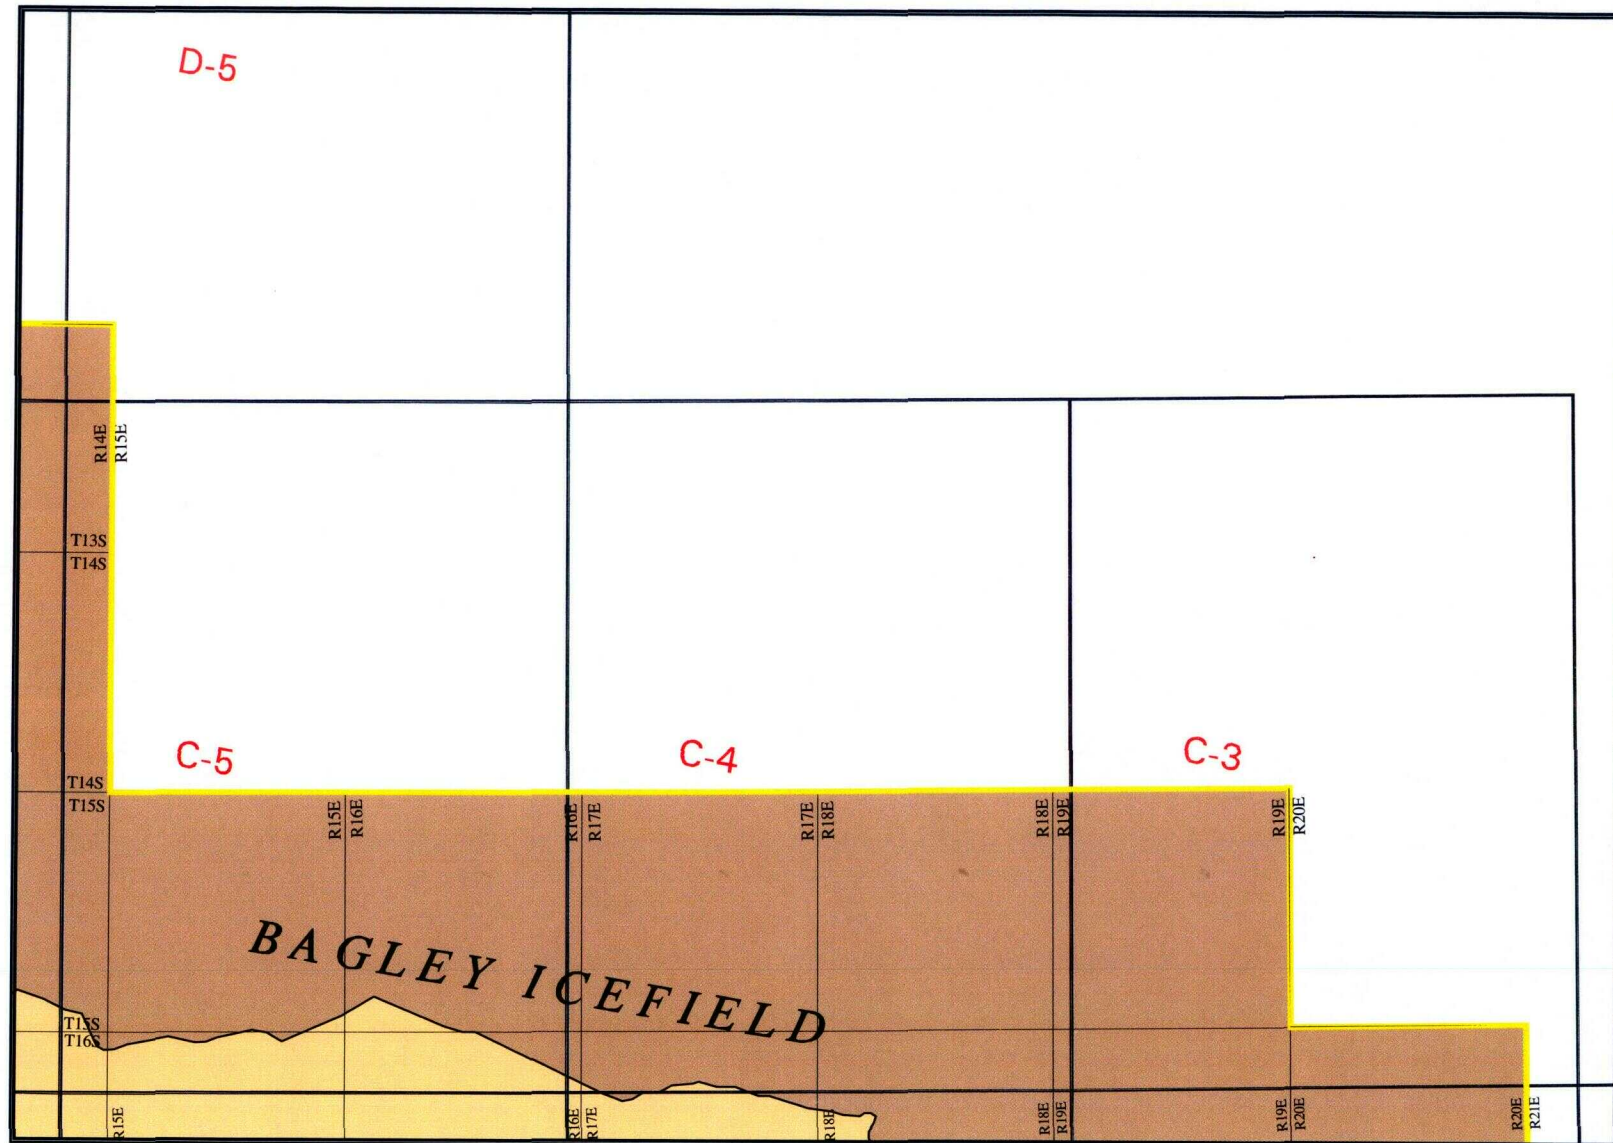 D-5
R14E
R15E
T13S
T14S
C-5
C-4
C-3
T14S
T15S
R15E
R16E
R16E
R17E
R17E
R18E
R18E
R19E
R19E
R20E
BAGLEY ICEFIELD
T15S
T16S
R15E
R16E
R17E
R18E
R18E
R19E
R19E
R20E
R20E
R21E